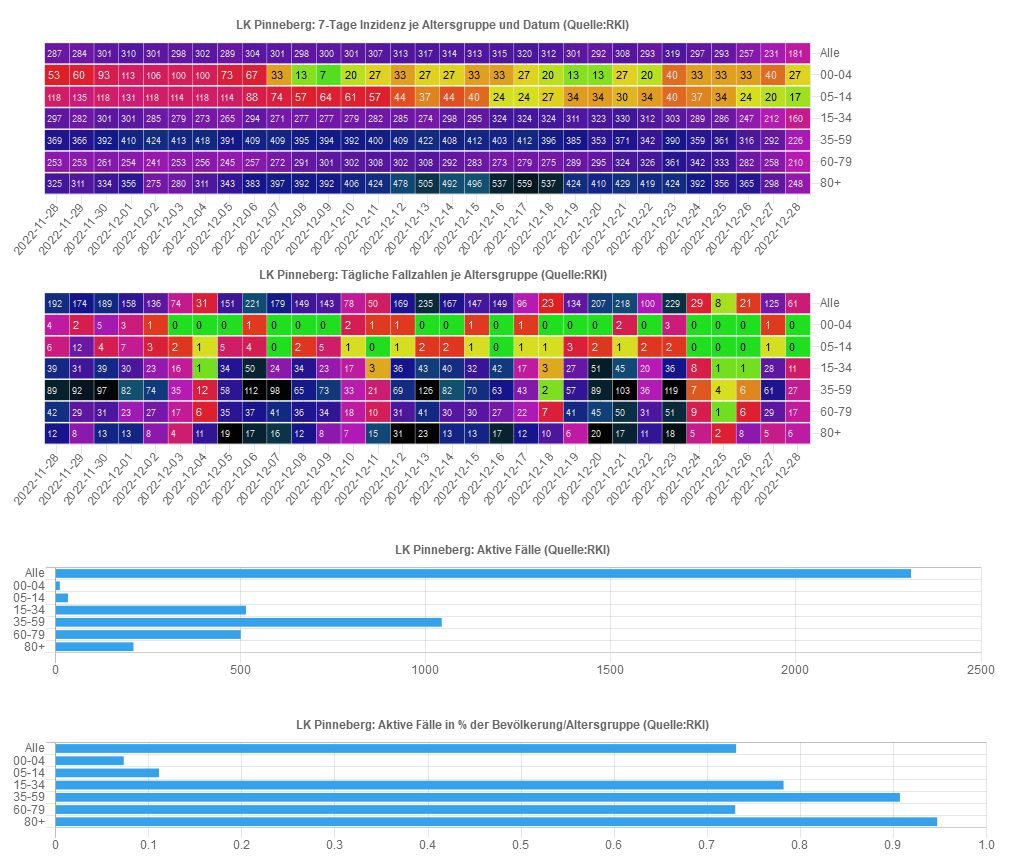 LK Pinneberg: 7-Tage Inzidenz je Altersgruppe und Datum (Quelle:RKI)
287 284 301 310 301 298 302 289 304 301 298 300 301 307 313 317 314 313 315 320 312 301 292 308 293 319 297 293 257 231 181 Alle
53 60 93 113 106 100 100 73 67 33 13 7 20 27 33 27 27 33 33 27 20 13 13 27 20 40 33 33 33 40 27 00-04
118 135 118 131 118 114 118 114 88 74 57 64 61 57 44 37 44 40 24 24 27 34 34 30 34 40 37 34 24 20 17 05-14
297 282 301 301 285 279 273 265 294 271 277 277 279 282 285 274 298 295 324 324 324 311 323 330 312 303 289 286 247 212 160 15-34
369 366 392 410 424 413 418 391 409 409 395 394 392 400 409 422 408 412 403 412 396 385 353 371 342 390 359 361 316 292 226 35-59
253 253 261 254 241 253 256 245 257 272 291 301 302 308 302 308 292 283 273 279 275 289 295 324 326 361 342 333 282 258 210 60-79
325 311 334 356 275 280 311 343 383 397 392 392 406 424 478 505 492 496 537 559 537 424 410 429 419 424 392 356 365 298 248 80+
2022-11-28 2022-11-29 2022-11-30 2022-12-01 2022-12-02 2022-12-03 2022-12-04 2022-12-05 2022-12-06 2022-12-07 2022-12-08 2022-12-09 2022-12-10 2022-12-11 2022-12-12 2022-12-13 2022-12-14 2022-12-15 2022-12-16 2022-12-17 2022-12-18 2022-12-19 2022-12-20 2022-12-21 2022-12-22 2022-12-23 2022-12-24 2022-12-25 2022-12-26 2022-12-27 2022-12-28
LK Pinneberg: Tägliche Fallzahlen je Altersgruppe (Quelle:RKI)
192 174 189 158 136 74 31 151 221 179 149 143 78 50 169 235 167 147 149 96 23 134 207 218 100 229 29 8 21 125 61 Alle
4 2 5 3 1 0 0 0 1 0 0 0 2 1 1 0 0 1 0 1 0 0 0 2 0 3 0 0 0 1 0 00-04
6 12 4 7 3 2 1 5 4 0 2 5 1 0 1 2 2 1 0 1 1 3 2 1 2 2 0 0 0 1 0 05-14
39 31 39 30 23 16 1 34 50 24 34 23 17 3 36 43 40 32 42 17 3 27 51 45 20 36 8 1 1 28 11 15-34
89 92 97 82 74 35 12 58 112 98 65 73 33 21 69 126 82 70 63 43 2 57 89 103 36 119 7 4 6 61 27 35-59
42 29 31 23 27 17 6 35 37 41 36 34 18 10 31 41 30 30 27 22 7 41 45 50 31 51 9 1 6 29 17 60-79
12 8 13 13 8 4 11 19 17 16 12 8 7 15 31 23 13 13 17 12 10 6 20 17 11 18 5 2 8 5 6 80+
2022-11-28 2022-11-29 2022-11-30 2022-12-01 2022-12-02 2022-12-03 2022-12-04 2022-12-05 2022-12-06 2022-12-07 2022-12-08 2022-12-09 2022-12-10 2022-12-11 2022-12-12 2022-12-13 2022-12-14 2022-12-15 2022-12-16 2022-12-17 2022-12-18 2022-12-19 2022-12-20 2022-12-21 2022-12-22 2022-12-23 2022-12-24 2022-12-25 2022-12-26 2022-12-27 2022-12-28
LK Pinneberg: Aktive Fälle (Quelle:RKI)
Alle
00-04
05-14
15-34
35-59
60-79
80+
0 500 1000 1500 2000 2500
LK Pinneberg: Aktive Fälle in % der Bevölkerung/Altersgruppe (Quelle:RKI)
Alle
00-04
05-14
15-34
35-59
60-79
80+
0 0.1 0.2 0.3 0.4 0.5 0.6 0.7 0.8 0.9 1.0